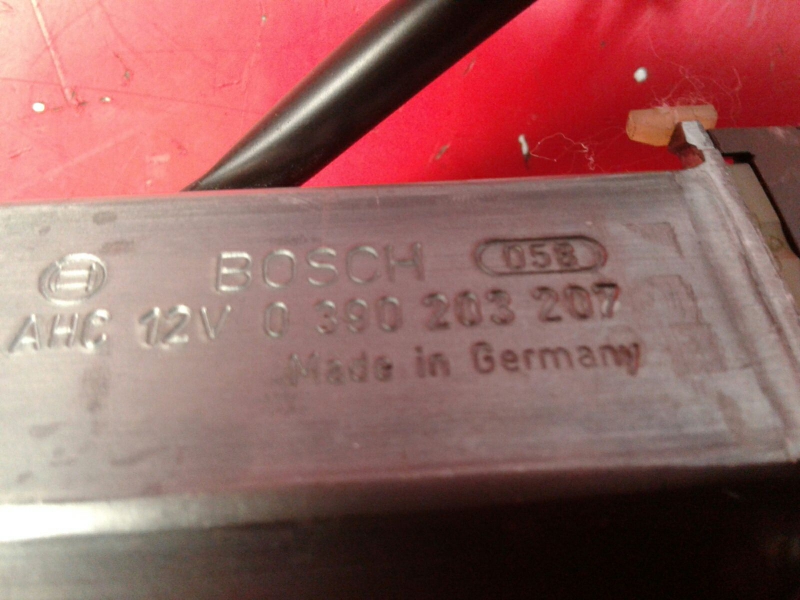 BOSCH 058
AHC 12V 0 390 203 207
Made in Germany